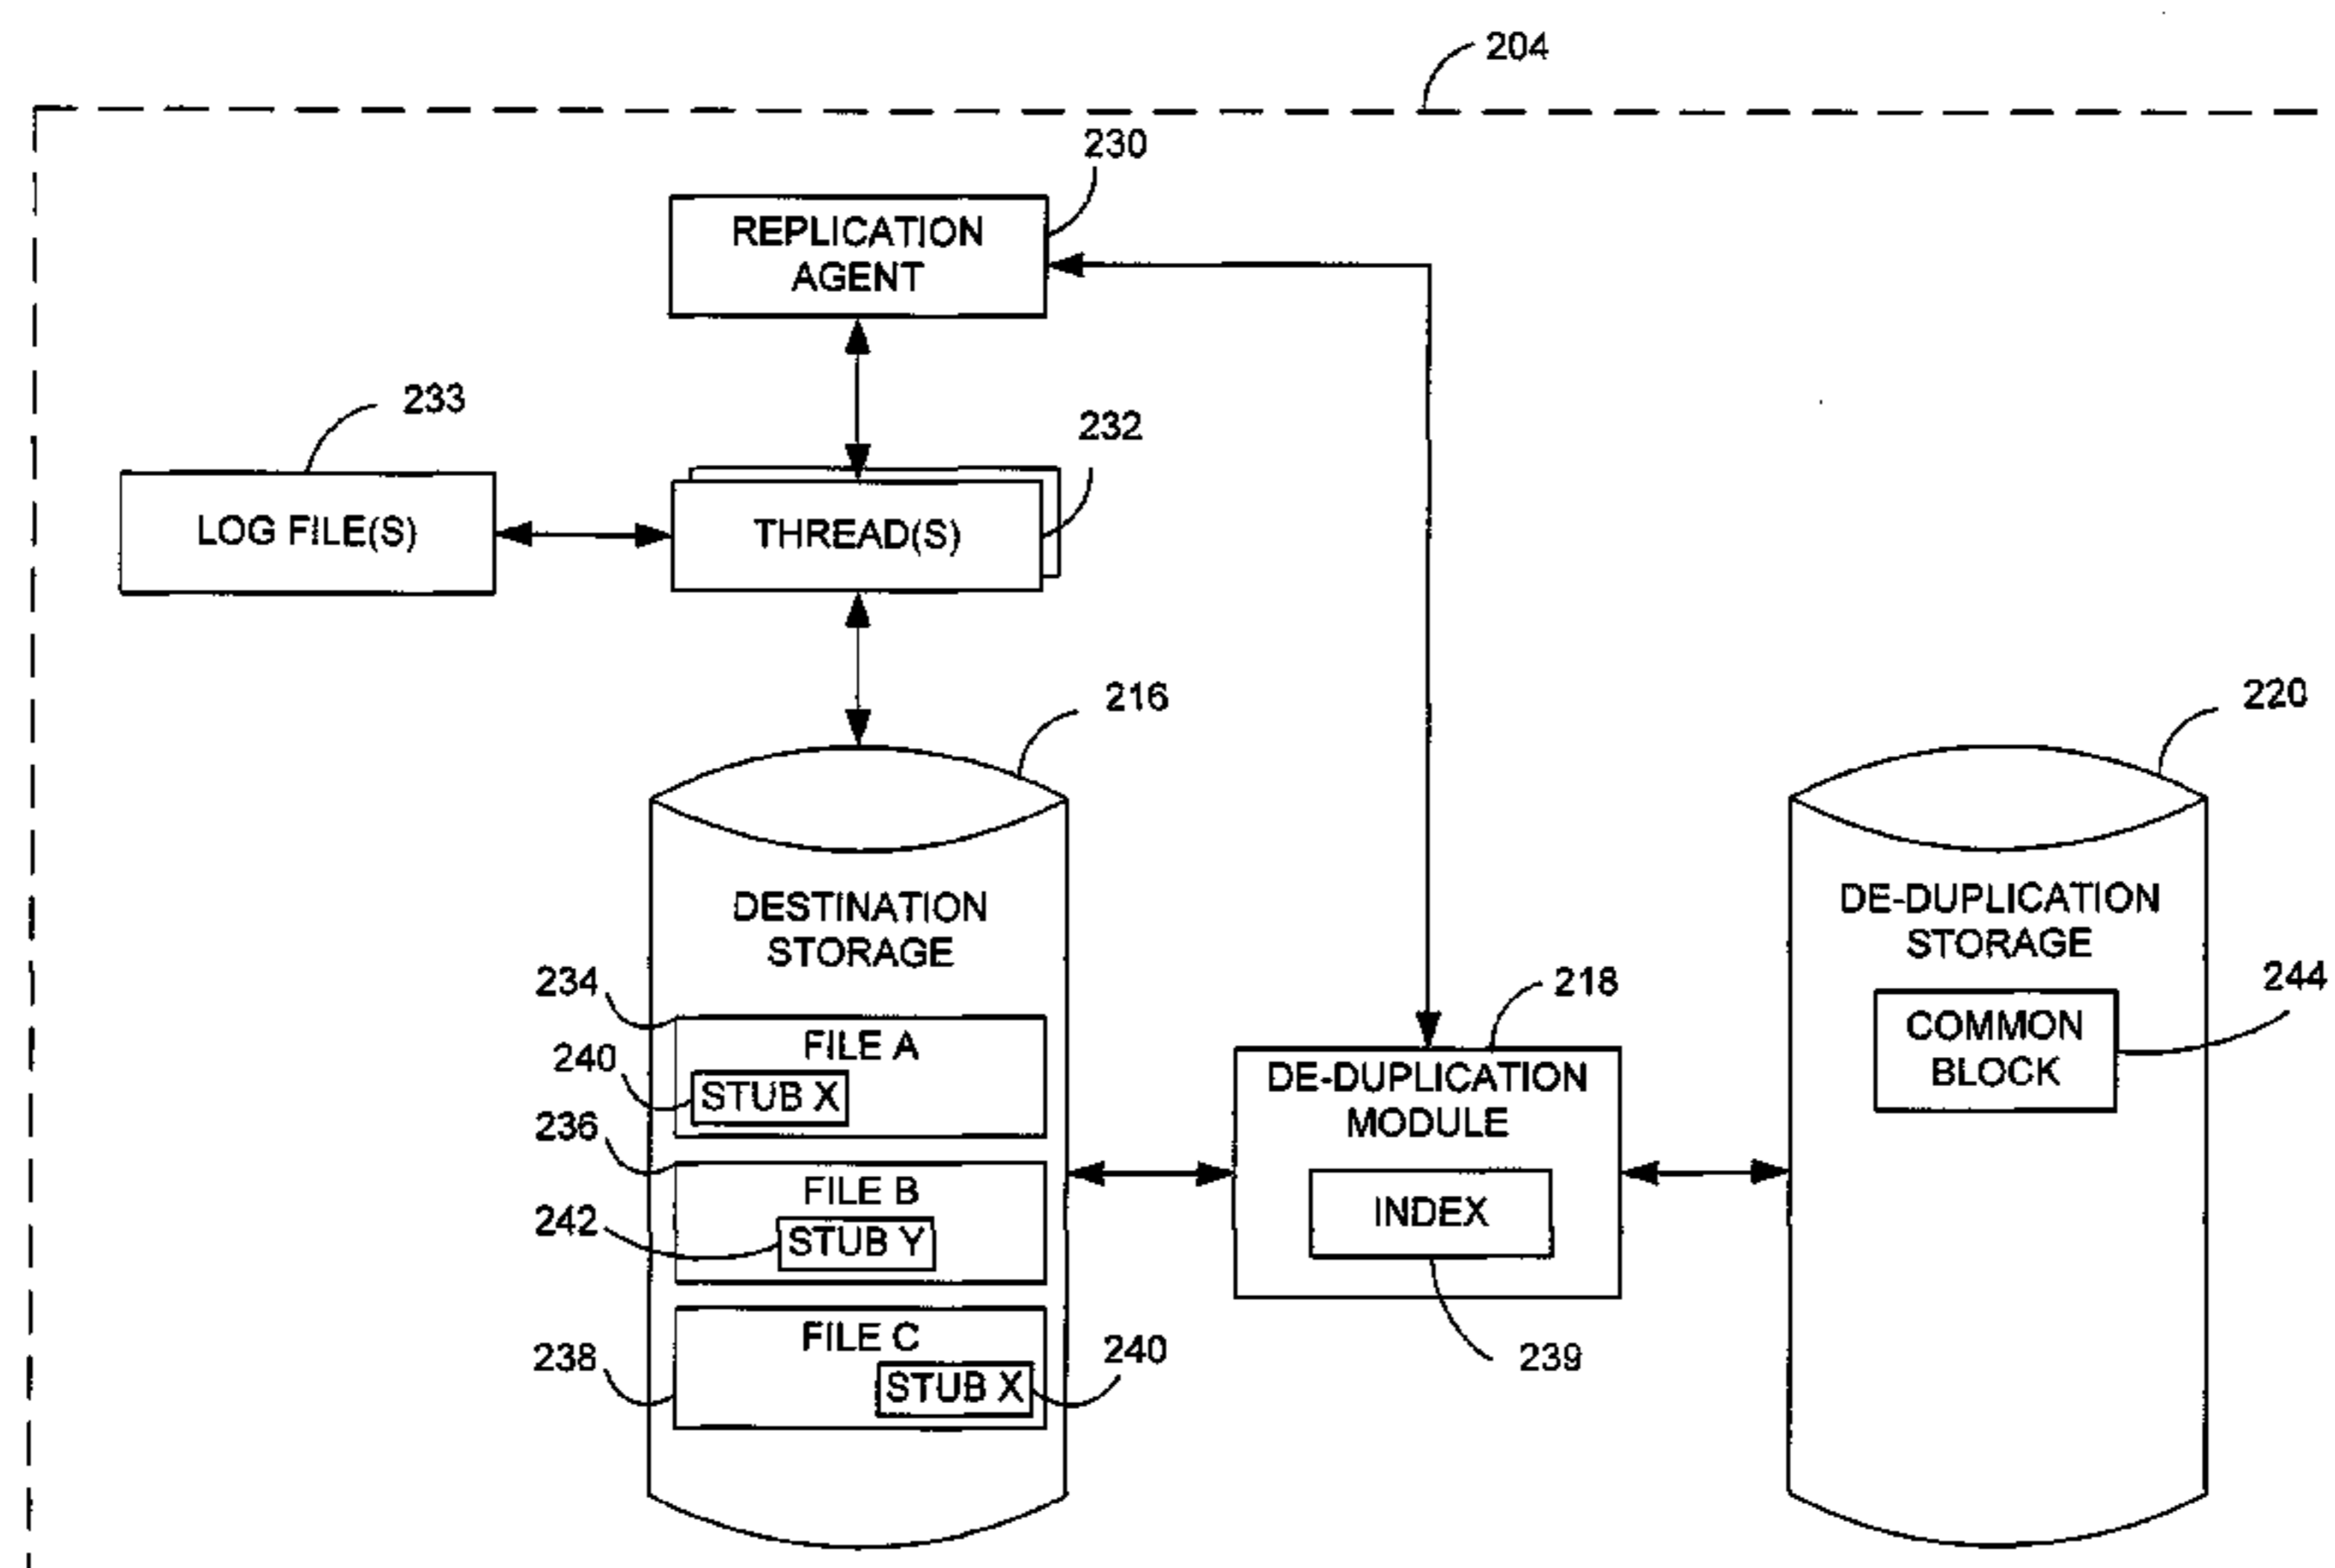 204
230
REPLICATION
AGENT
233
232
LOG FILE(S)
THREAD(S)
216
220
DESTINATION
STORAGE
DE-DUPLICATION
STORAGE
234
218
244
FILE A
COMMON
BLOCK
240
STUB X
DE-DUPLICATION
MODULE
236
FILE B
INDEX
242
STUB Y
FILE C
238
STUB X
240
239